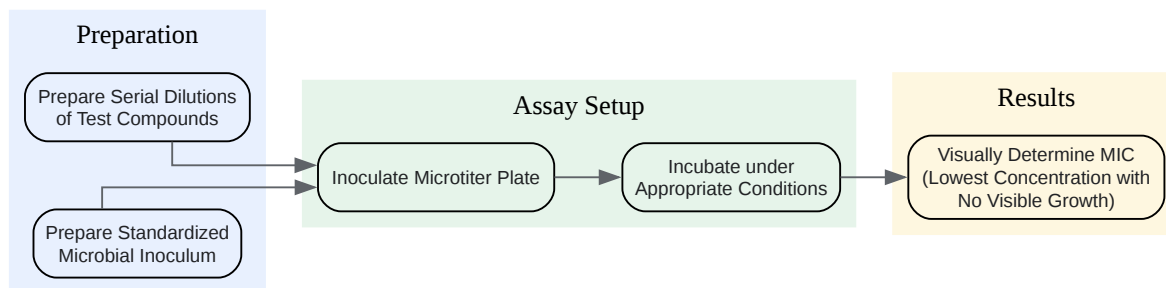 Preparation
Prepare Serial Dilutions
of Test Compounds
Prepare Standardized
Microbial Inoculum
Assay Setup
Inoculate Microtiter Plate
Incubate under
Appropriate Conditions
Results
Visually Determine MIC
(Lowest Concentration with
No Visible Growth)